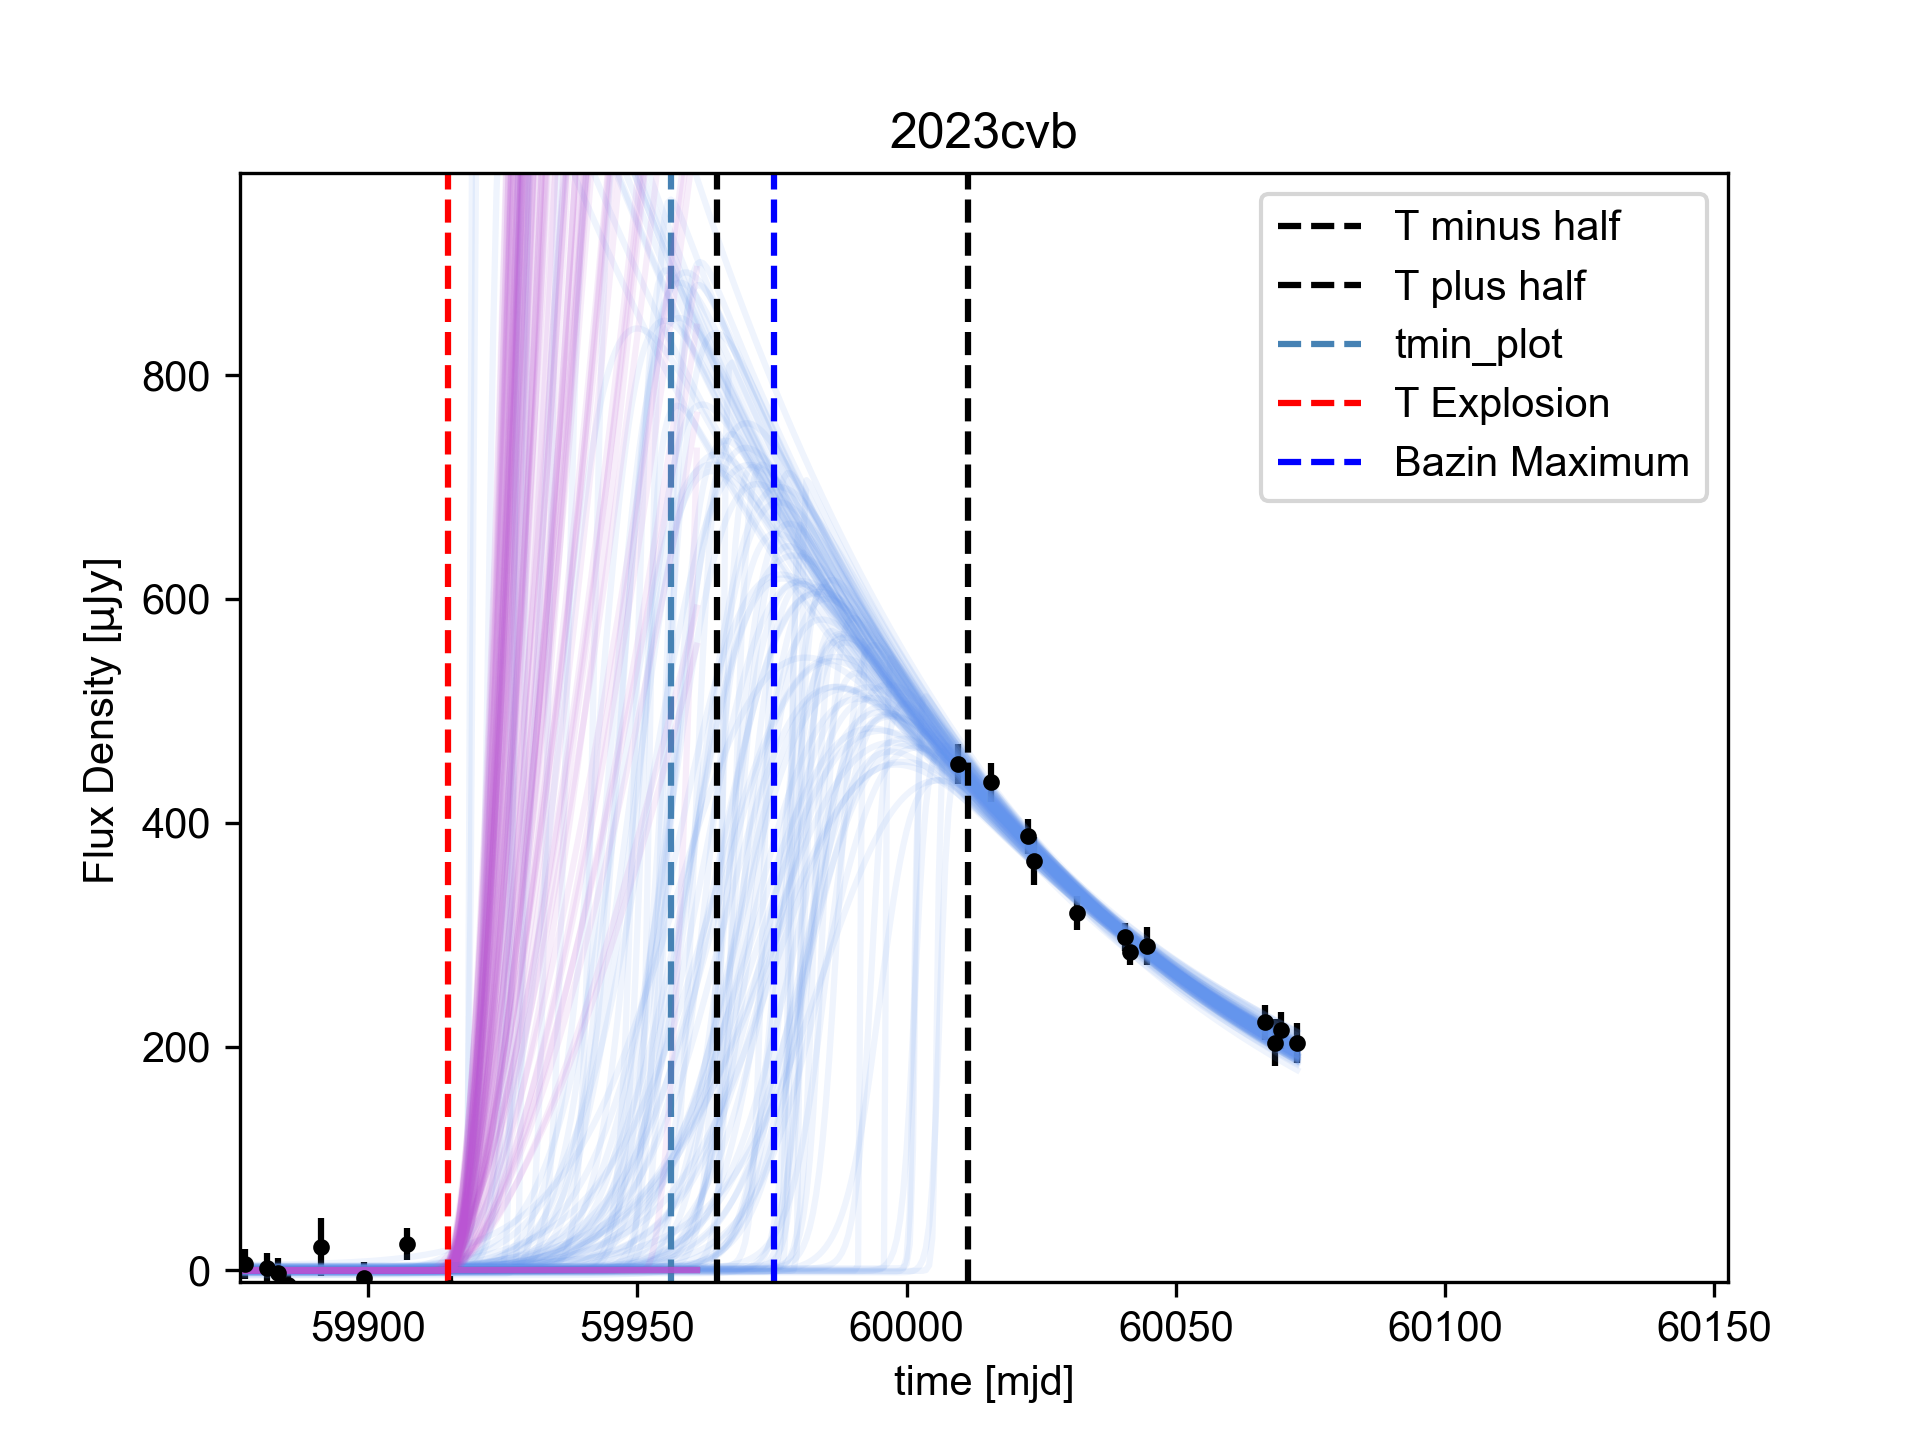 2023cvb
T minus half
T plus half
tmin_plot
T Explosion
Bazin Maximum
Flux Density [µJy]
800
600
400
200
0
59900
59950
60000
60050
60100
60150
time [mjd]